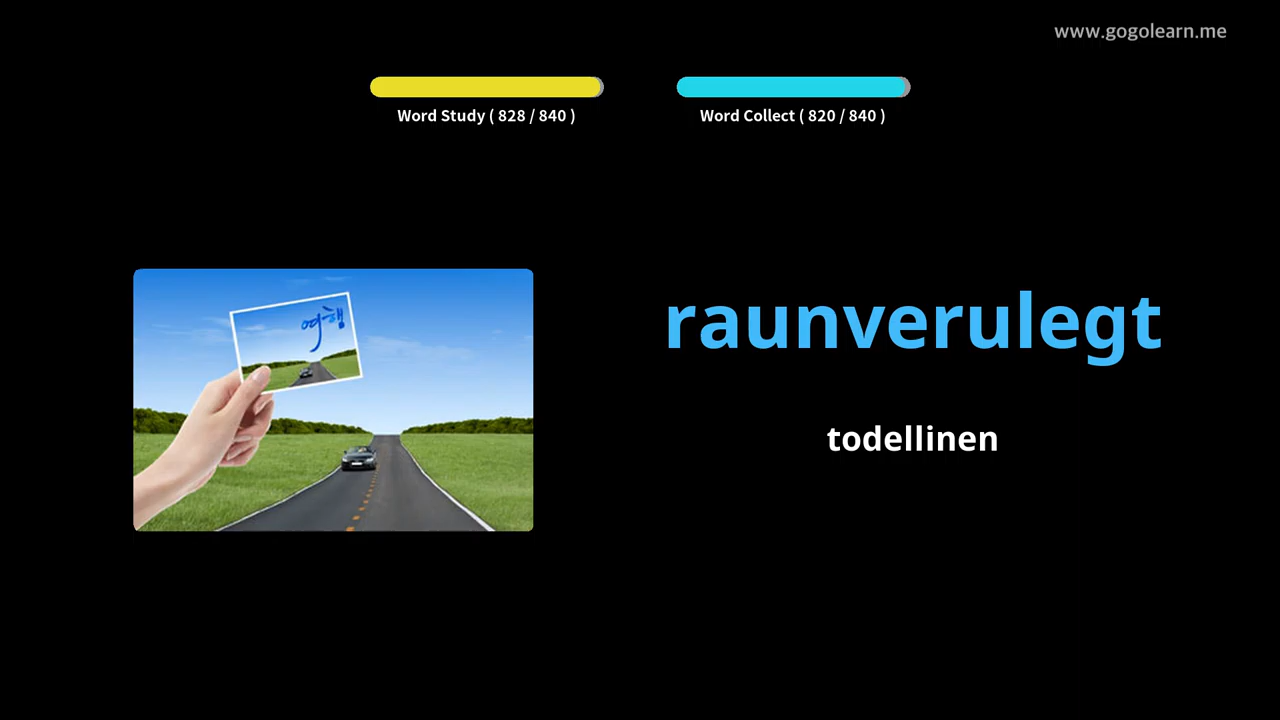 www.gogolearn.me
Word Study ( 828 / 840 )
Word Collect ( 820 / 840 )
여행
raunverulegt
todellinen